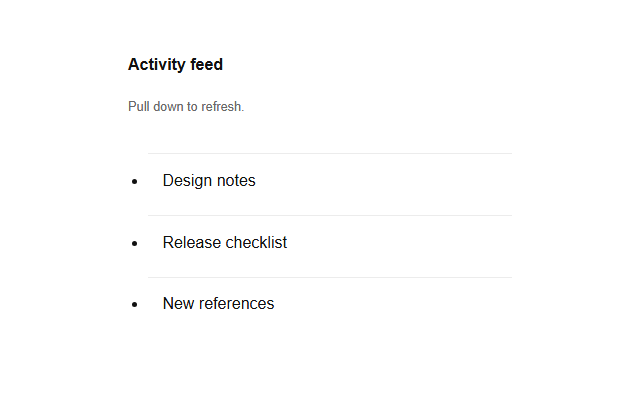 Activity feed
Pull down to refresh.
Design notes
Release checklist
New references